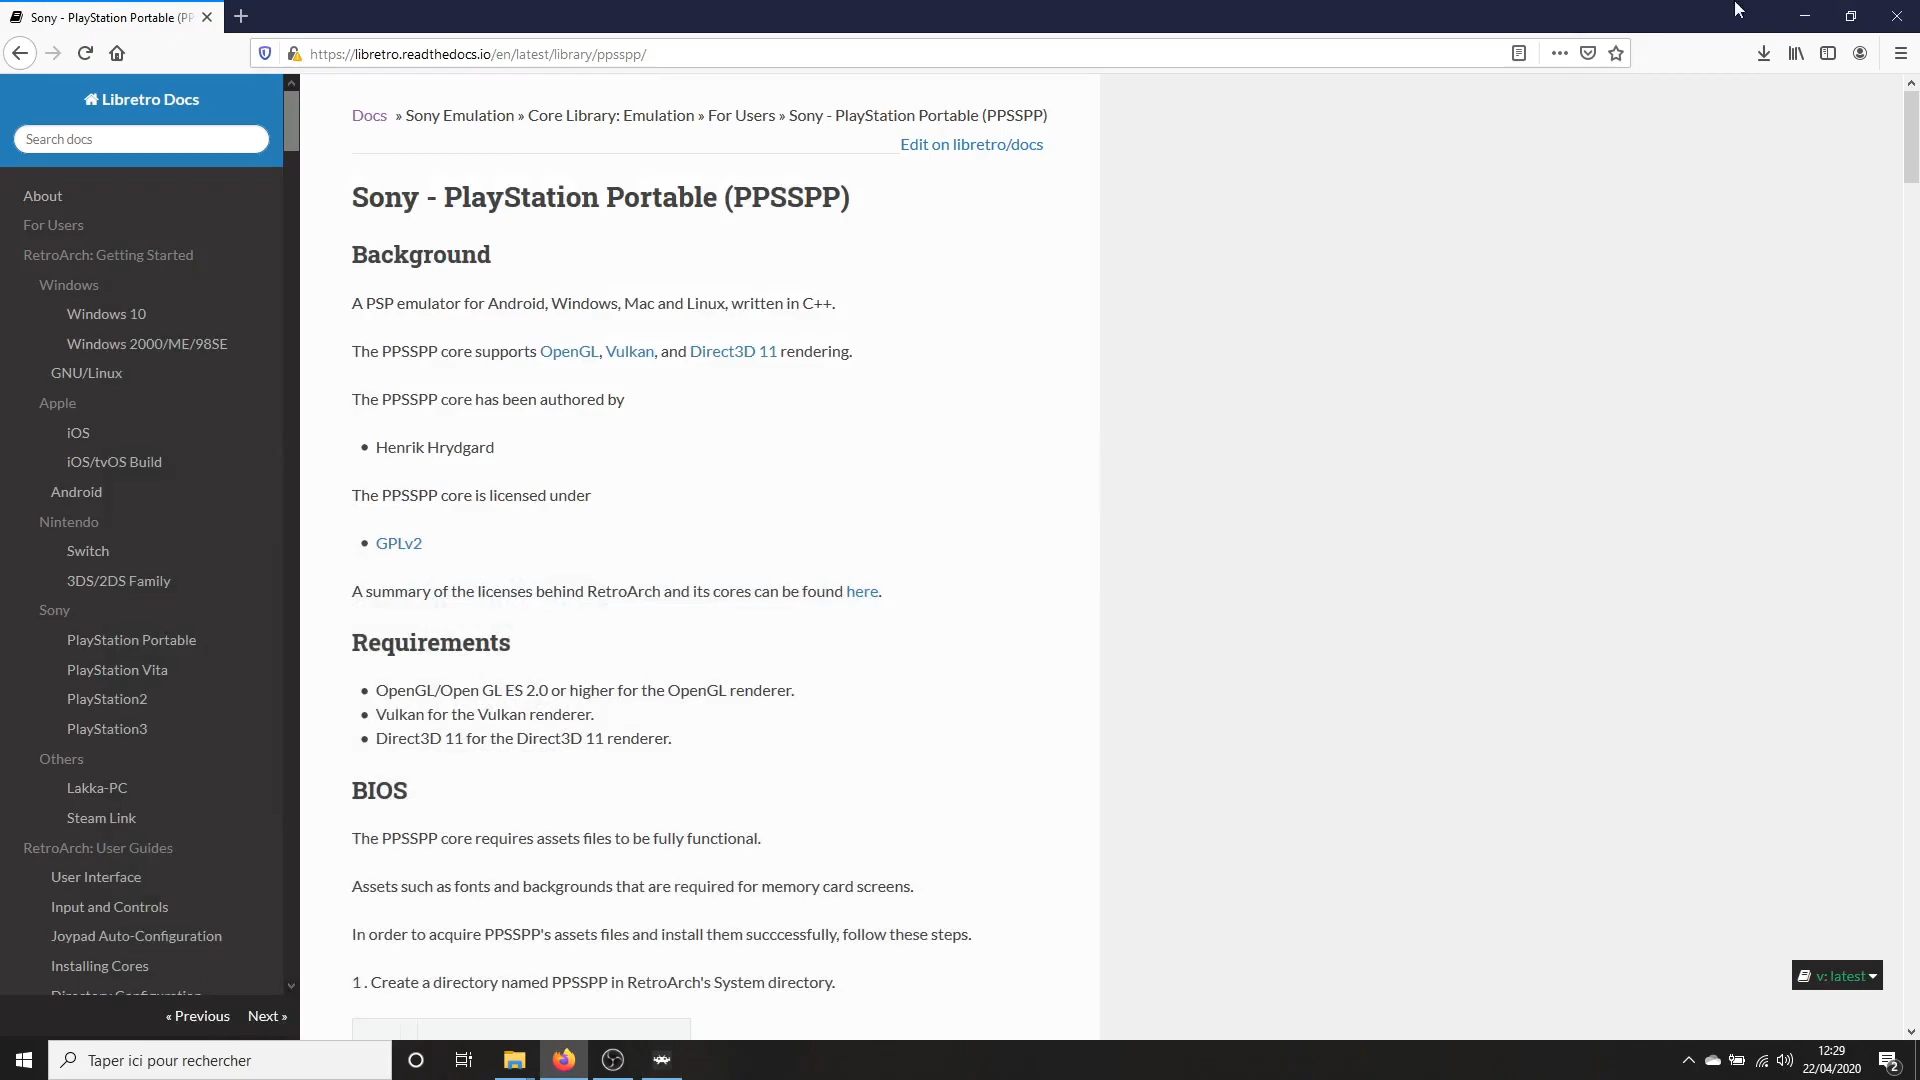 Sony - PlayStation Portable (PP
https://libretro.readthedocs.io/en/latest/library/ppsspp/
Libretro Docs
Search docs
About
For Users
RetroArch: Getting Started
Windows
Windows 10
Windows 2000/ME/98SE
GNU/Linux
Apple
iOS
iOS/tvOS Build
Android
Nintendo
Switch
3DS/2DS Family
Sony
PlayStation Portable
PlayStation Vita
PlayStation2
PlayStation3
Others
Lakka-PC
Steam Link
RetroArch: User Guides
User Interface
Input and Controls
Joypad Auto-Configuration
Installing Cores
Directory Configuration
« Previous Next »
Docs » Sony Emulation » Core Library: Emulation » For Users » Sony - PlayStation Portable (PPSSPP)
Edit on libretro/docs
Sony - PlayStation Portable (PPSSPP)
Background
A PSP emulator for Android, Windows, Mac and Linux, written in C++.
The PPSSPP core supports OpenGL, Vulkan, and Direct3D 11 rendering.
The PPSSPP core has been authored by
• Henrik Hrydgard
The PPSSPP core is licensed under
• GPLv2
A summary of the licenses behind RetroArch and its cores can be found here.
Requirements
• OpenGL/Open GL ES 2.0 or higher for the OpenGL renderer.
• Vulkan for the Vulkan renderer.
• Direct3D 11 for the Direct3D 11 renderer.
BIOS
The PPSSPP core requires assets files to be fully functional.
Assets such as fonts and backgrounds that are required for memory card screens.
In order to acquire PPSSPP's assets files and install them succcessfully, follow these steps.
1. Create a directory named PPSSPP in RetroArch's System directory.
v: latest
Taper ici pour rechercher
12:29
22/04/2020
2